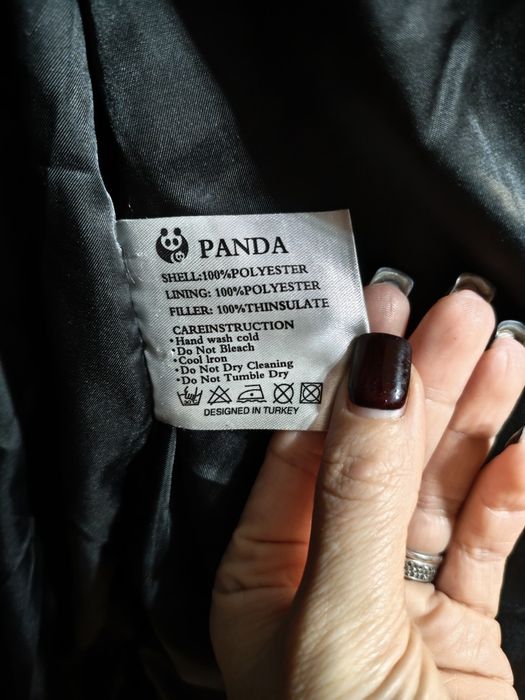 PANDA
SHELL:100%POLYESTER
LINING: 100%POLYESTER
FILLER: 100%THINSULATE
CAREINSTRUCTION
•Hand wash cold
•Do Not Bleach
•Cool lron
•Do Not Dry Cleaning
•Do Not Tumble Dry
DESIGNED IN TURKEY